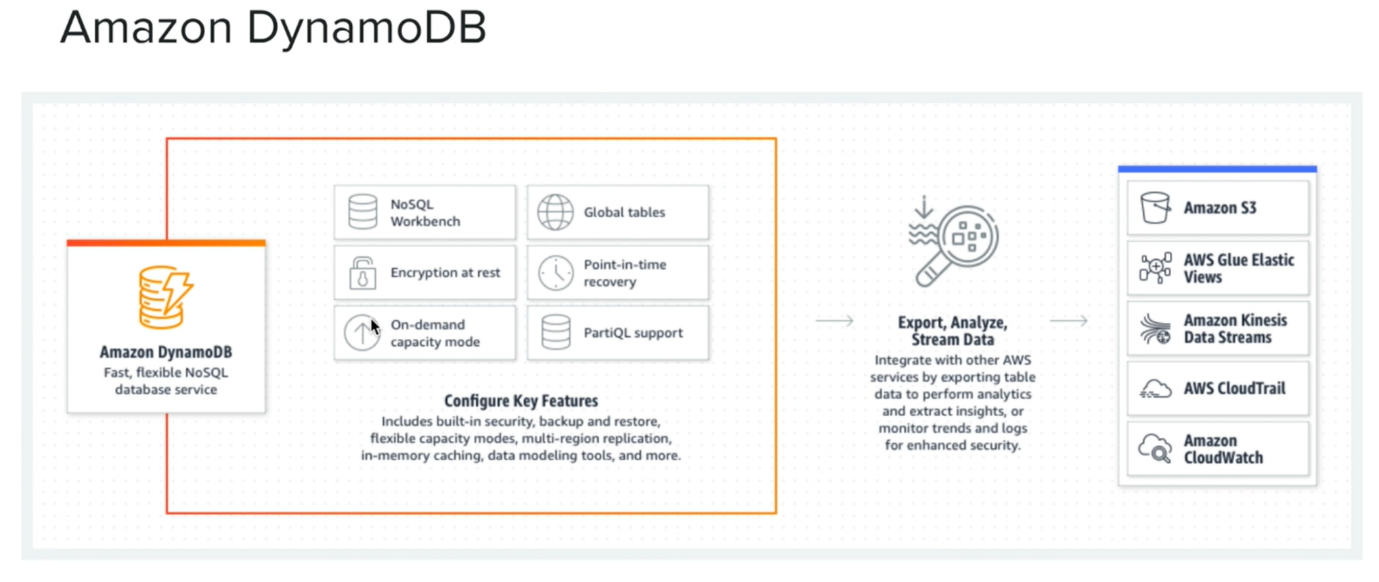 Amazon DynamoDB
Amazon DynamoDB
Fast, flexible NoSQL
database service
NoSQL
Workbench
Global tables
Encryption at rest
Point-in-time
recovery
On-demand
capacity mode
PartiQL support
Configure Key Features
Includes built-in security, backup and restore,
flexible capacity modes, multi-region replication,
in-memory caching, data modeling tools, and more.
Export, Analyze,
Stream Data
Integrate with other AWS
services by exporting table
data to perform analytics
and extract insights, or
monitor trends and logs
for enhanced security.
Amazon S3
AWS Glue Elastic
Views
Amazon Kinesis
Data Streams
AWS CloudTrail
Amazon
CloudWatch